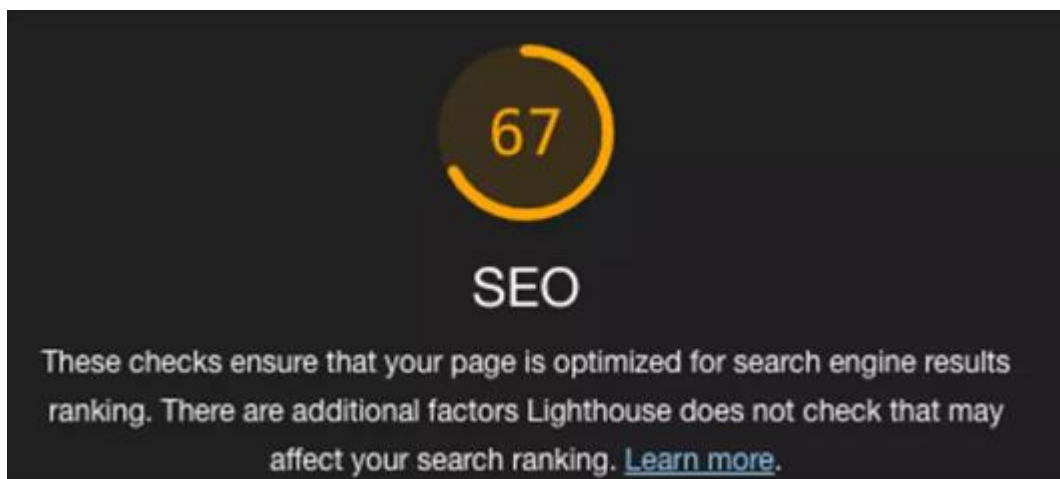 67
SEO
These checks ensure that your page is optimized for search engine results
ranking. There are additional factors Lighthouse does not check that may
affect your search ranking. Learn more.